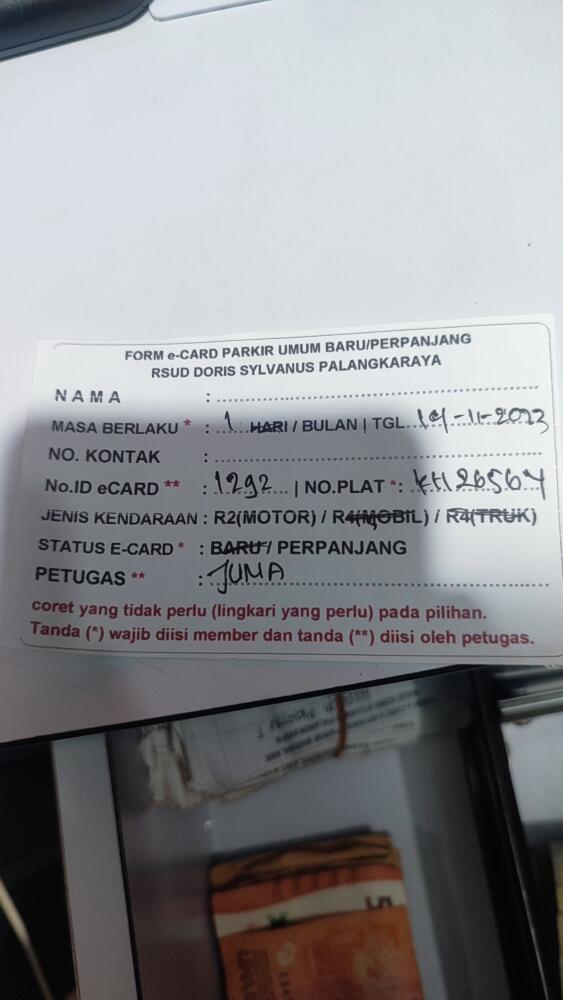 FORM e-CARD PARKIR UMUM BARU/PERPANJANG
RSUD DORIS SYLVANUS PALANGKARAYA
NAMA :
MASA BERLAKU * : 1 HARI / BULAN | TGL. 14-11-2023
NO. KONTAK :
No.ID eCARD ** : 1292 | NO.PLAT *: KH 2656Y
JENIS KENDARAAN : R2(MOTOR) / R4(MOBIL) / R4(TRUK)
STATUS E-CARD * : BARU / PERPANJANG
PETUGAS ** : JUMA
coret yang tidak perlu (lingkari yang perlu) pada pilihan.
Tanda (*) wajib diisi member dan tanda (**) diisi oleh petugas.